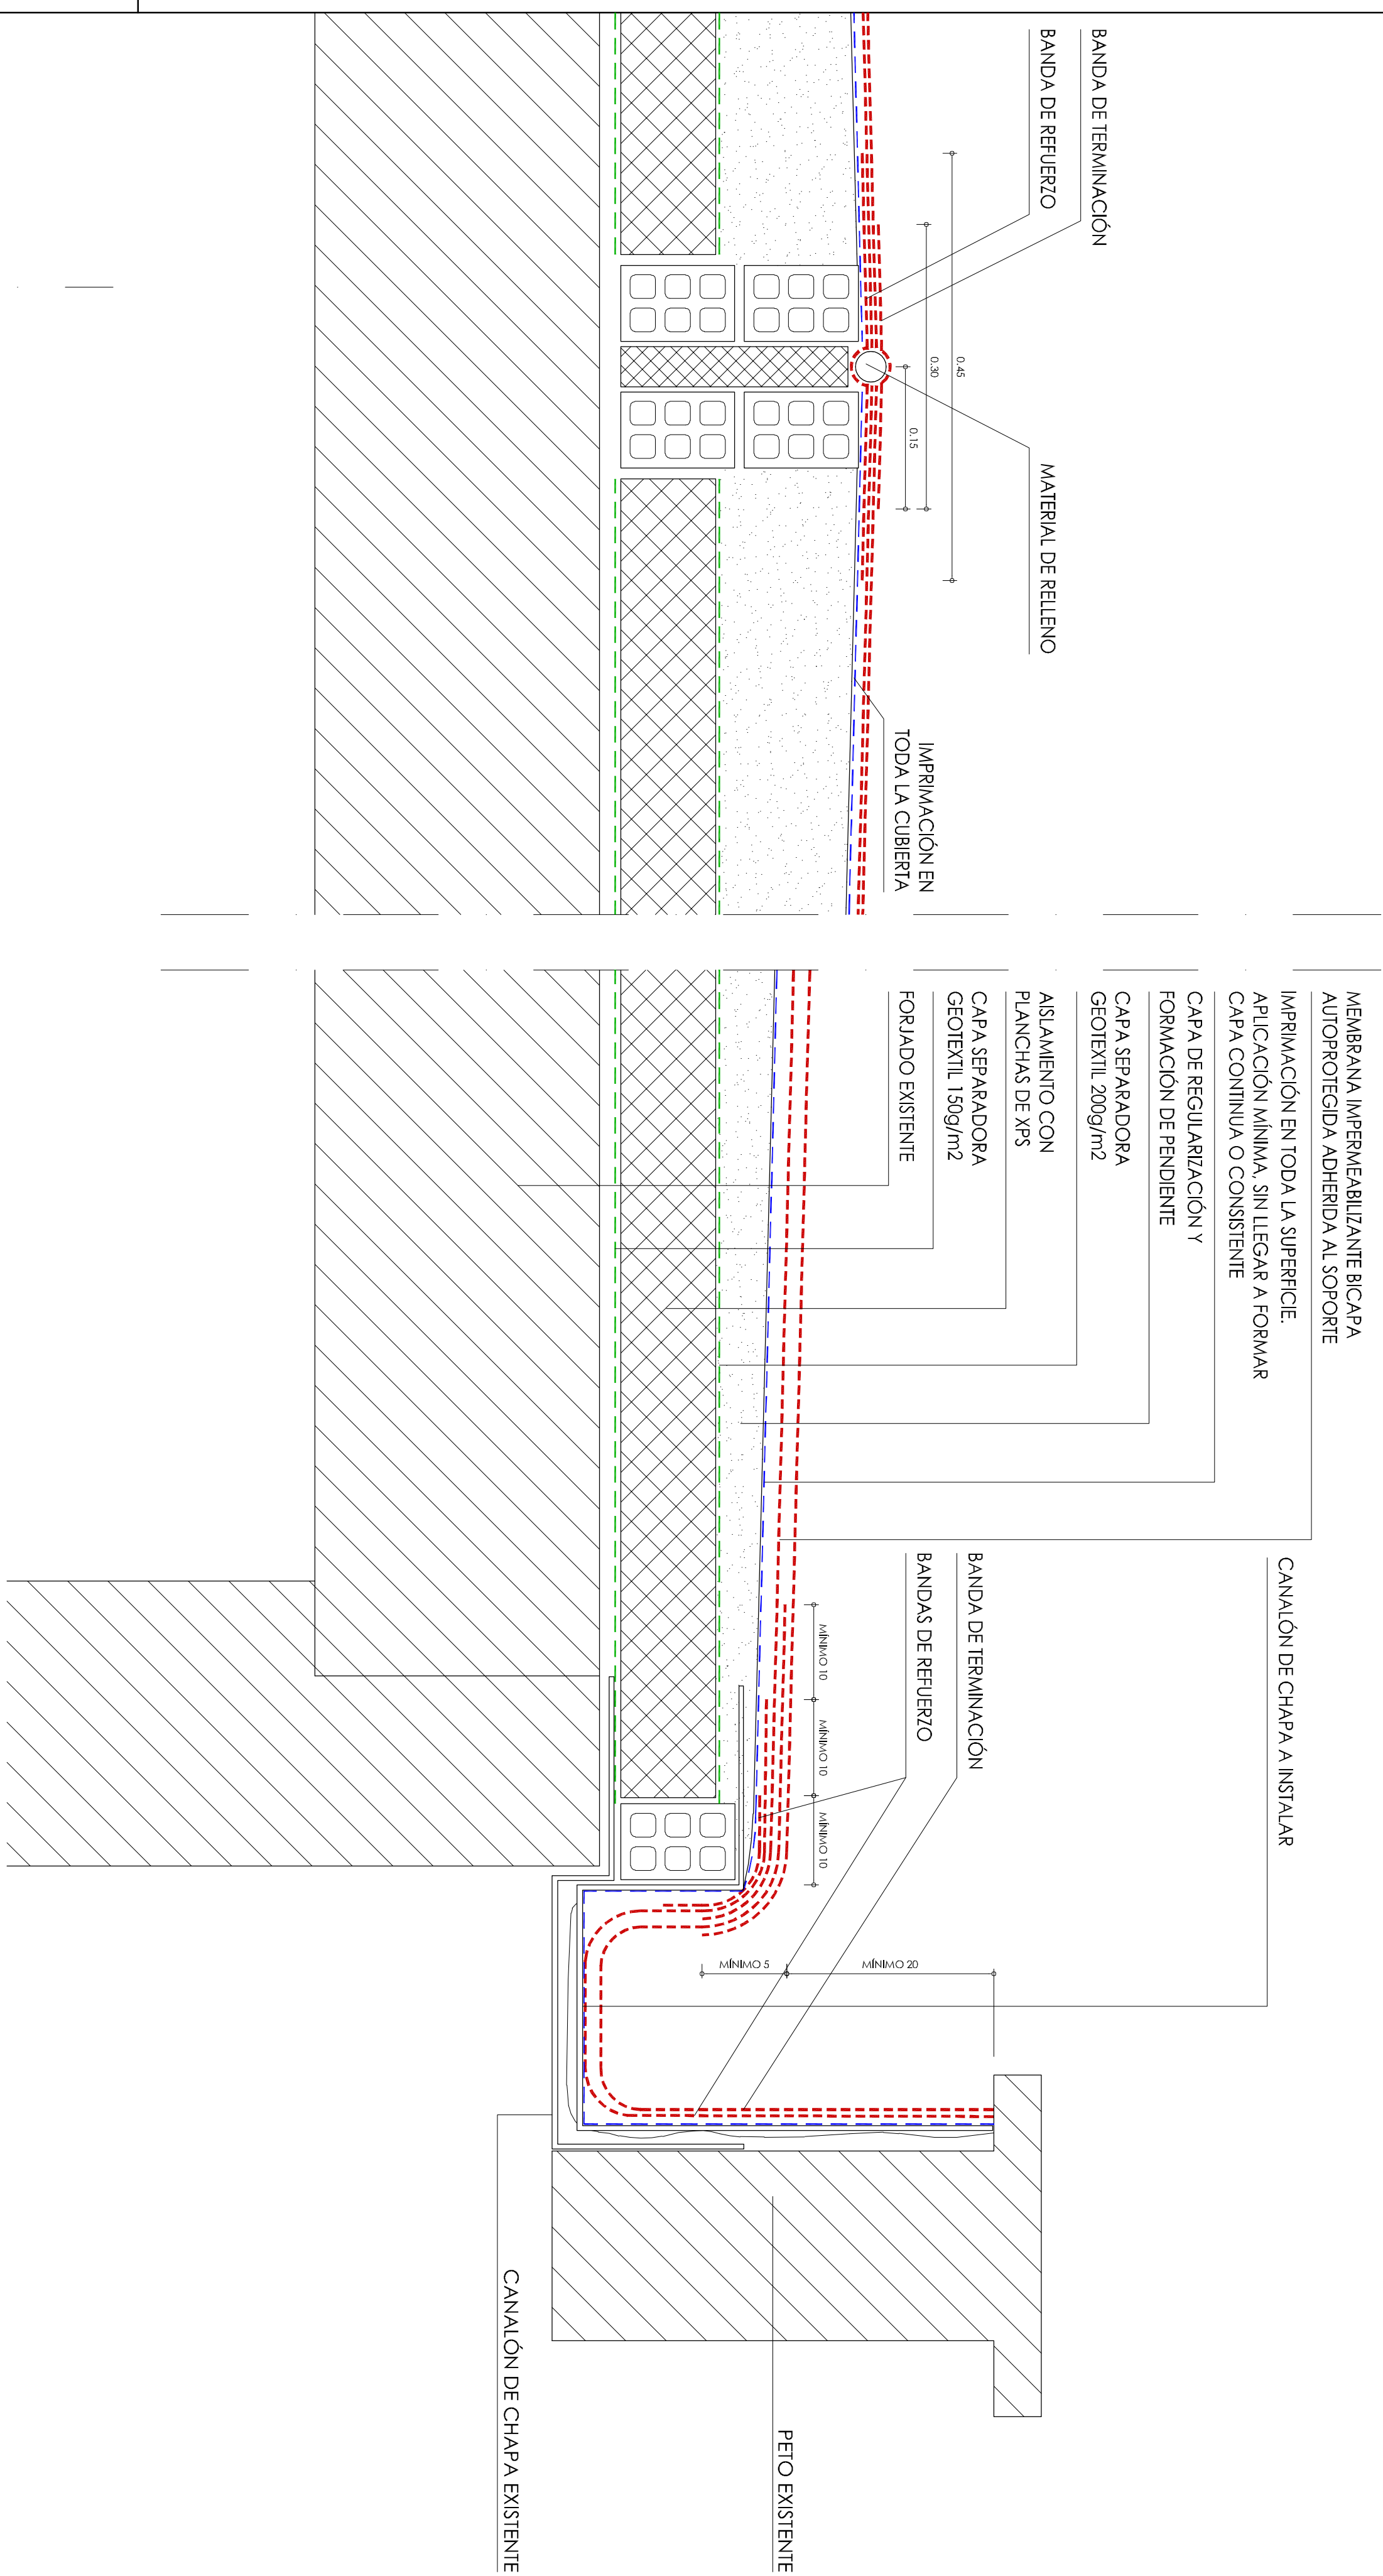 BANDA DE TERMINACIÓN
BANDA DE REFUERZO
0.45
0.30
0.15
MATERIAL DE RELLENO
IMPRIMACIÓN EN
TODA LA CUBIERTA
MEMBRANA IMPERMEABILIZANTE BICAPA
AUTOPROTEGIDA ADHERIDA AL SOPORTE
IMPRIMACIÓN EN TODA LA SUPERFICIE.
APLICACIÓN MÍNIMA, SIN LLEGAR A FORMAR
CAPA CONTINUA O CONSISTENTE
CAPA DE REGULARIZACIÓN Y
FORMACIÓN DE PENDIENTE
CAPA SEPARADORA
GEOTEXTIL 200g/m2
AISLAMIENTO CON
PLANCHAS DE XPS
CAPA SEPARADORA
GEOTEXTIL 150g/m2
FORJADO EXISTENTE
CANALÓN DE CHAPA A INSTALAR
BANDA DE TERMINACIÓN
BANDAS DE REFUERZO
MÍNIMO 10
MÍNIMO 10
MÍNIMO 10
MÍNIMO 20
MÍNIMO 5
PETO EXISTENTE
CANALÓN DE CHAPA EXISTENTE